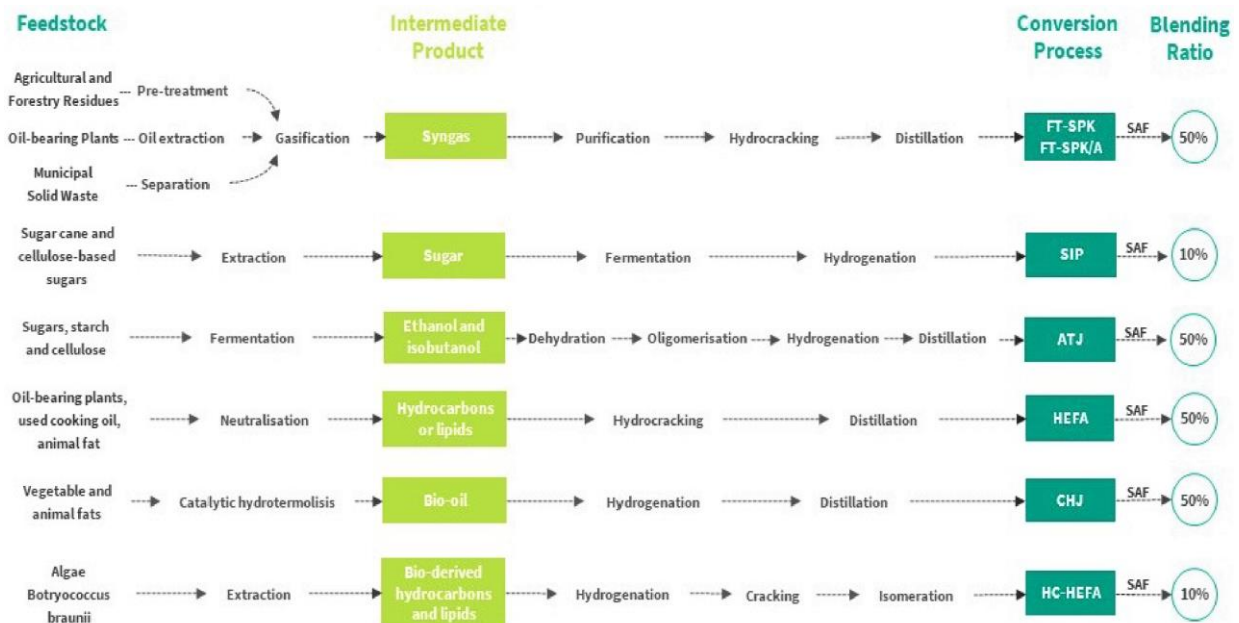 Feedstock
Intermediate
Product
Conversion
Process
Blending
Ratio
Agricultural and
Forestry Residues
Pre-treatment
Oil-bearing Plants
Oil extraction
Municipal
Solid Waste
Separation
Gasification
Syngas
Purification
Hydrocracking
Distillation
FT-SPK
FT-SPK/A
SAF
50%
Sugar cane and
cellulose-based
sugars
Extraction
Sugar
Fermentation
Hydrogenation
SIP
SAF
10%
Sugars, starch
and cellulose
Fermentation
Ethanol and
isobutanol
Dehydration
Oligomerisation
Hydrogenation
Distillation
ATJ
SAF
50%
Oil-bearing plants,
used cooking oil,
animal fat
Neutralisation
Hydrocarbons
or lipids
Hydrocracking
Distillation
HEFA
SAF
50%
Vegetable and
animal fats
Catalytic hydrotermolisis
Bio-oil
Hydrogenation
Distillation
CHJ
SAF
50%
Algae
Botryococcus
braunii
Extraction
Bio-derived
hydrocarbons
and lipids
Hydrogenation
Cracking
Isomeration
HC-HEFA
SAF
10%